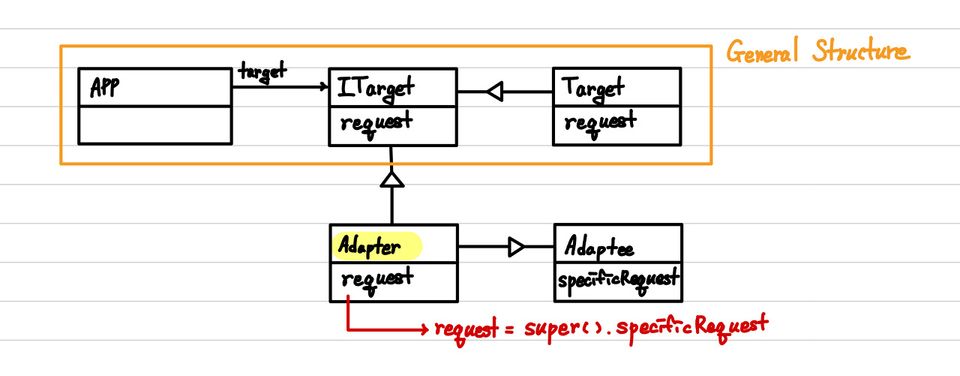 General Structure
APP
target
ITarget
request
Target
request
Adapter
request
Adaptee
specificRequest
request = super().specificRequest